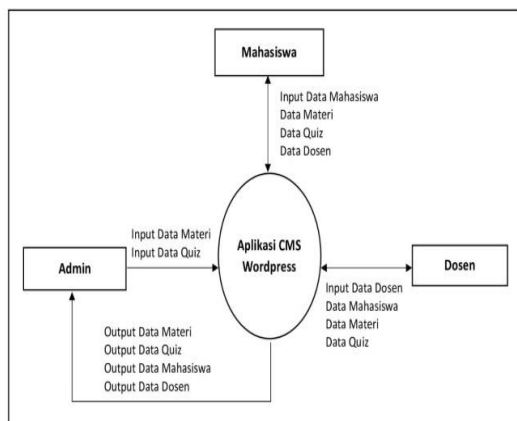 Mahasiswa
Input Data Mahasiswa
Data Materi
Data Quiz
Data Dosen
Input Data Materi
Input Data Quiz
Aplikasi CMS
Wordpress
Admin
Dosen
Input Data Dosen
Data Mahasiswa
Data Materi
Data Quiz
Output Data Materi
Output Data Quiz
Output Data Mahasiswa
Output Data Dosen